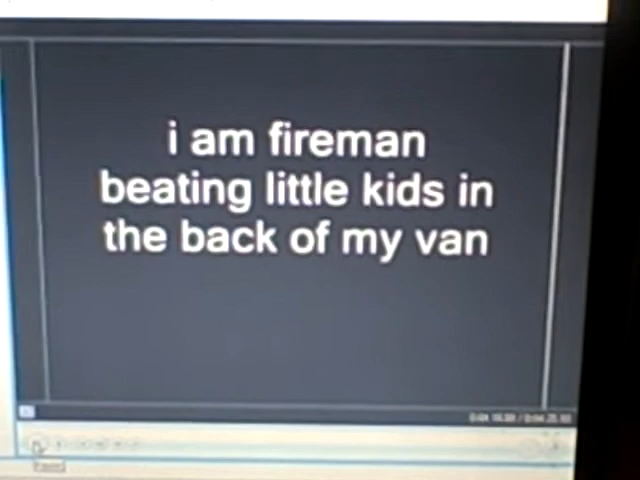 i am fireman
beating little kids in
the back of my van